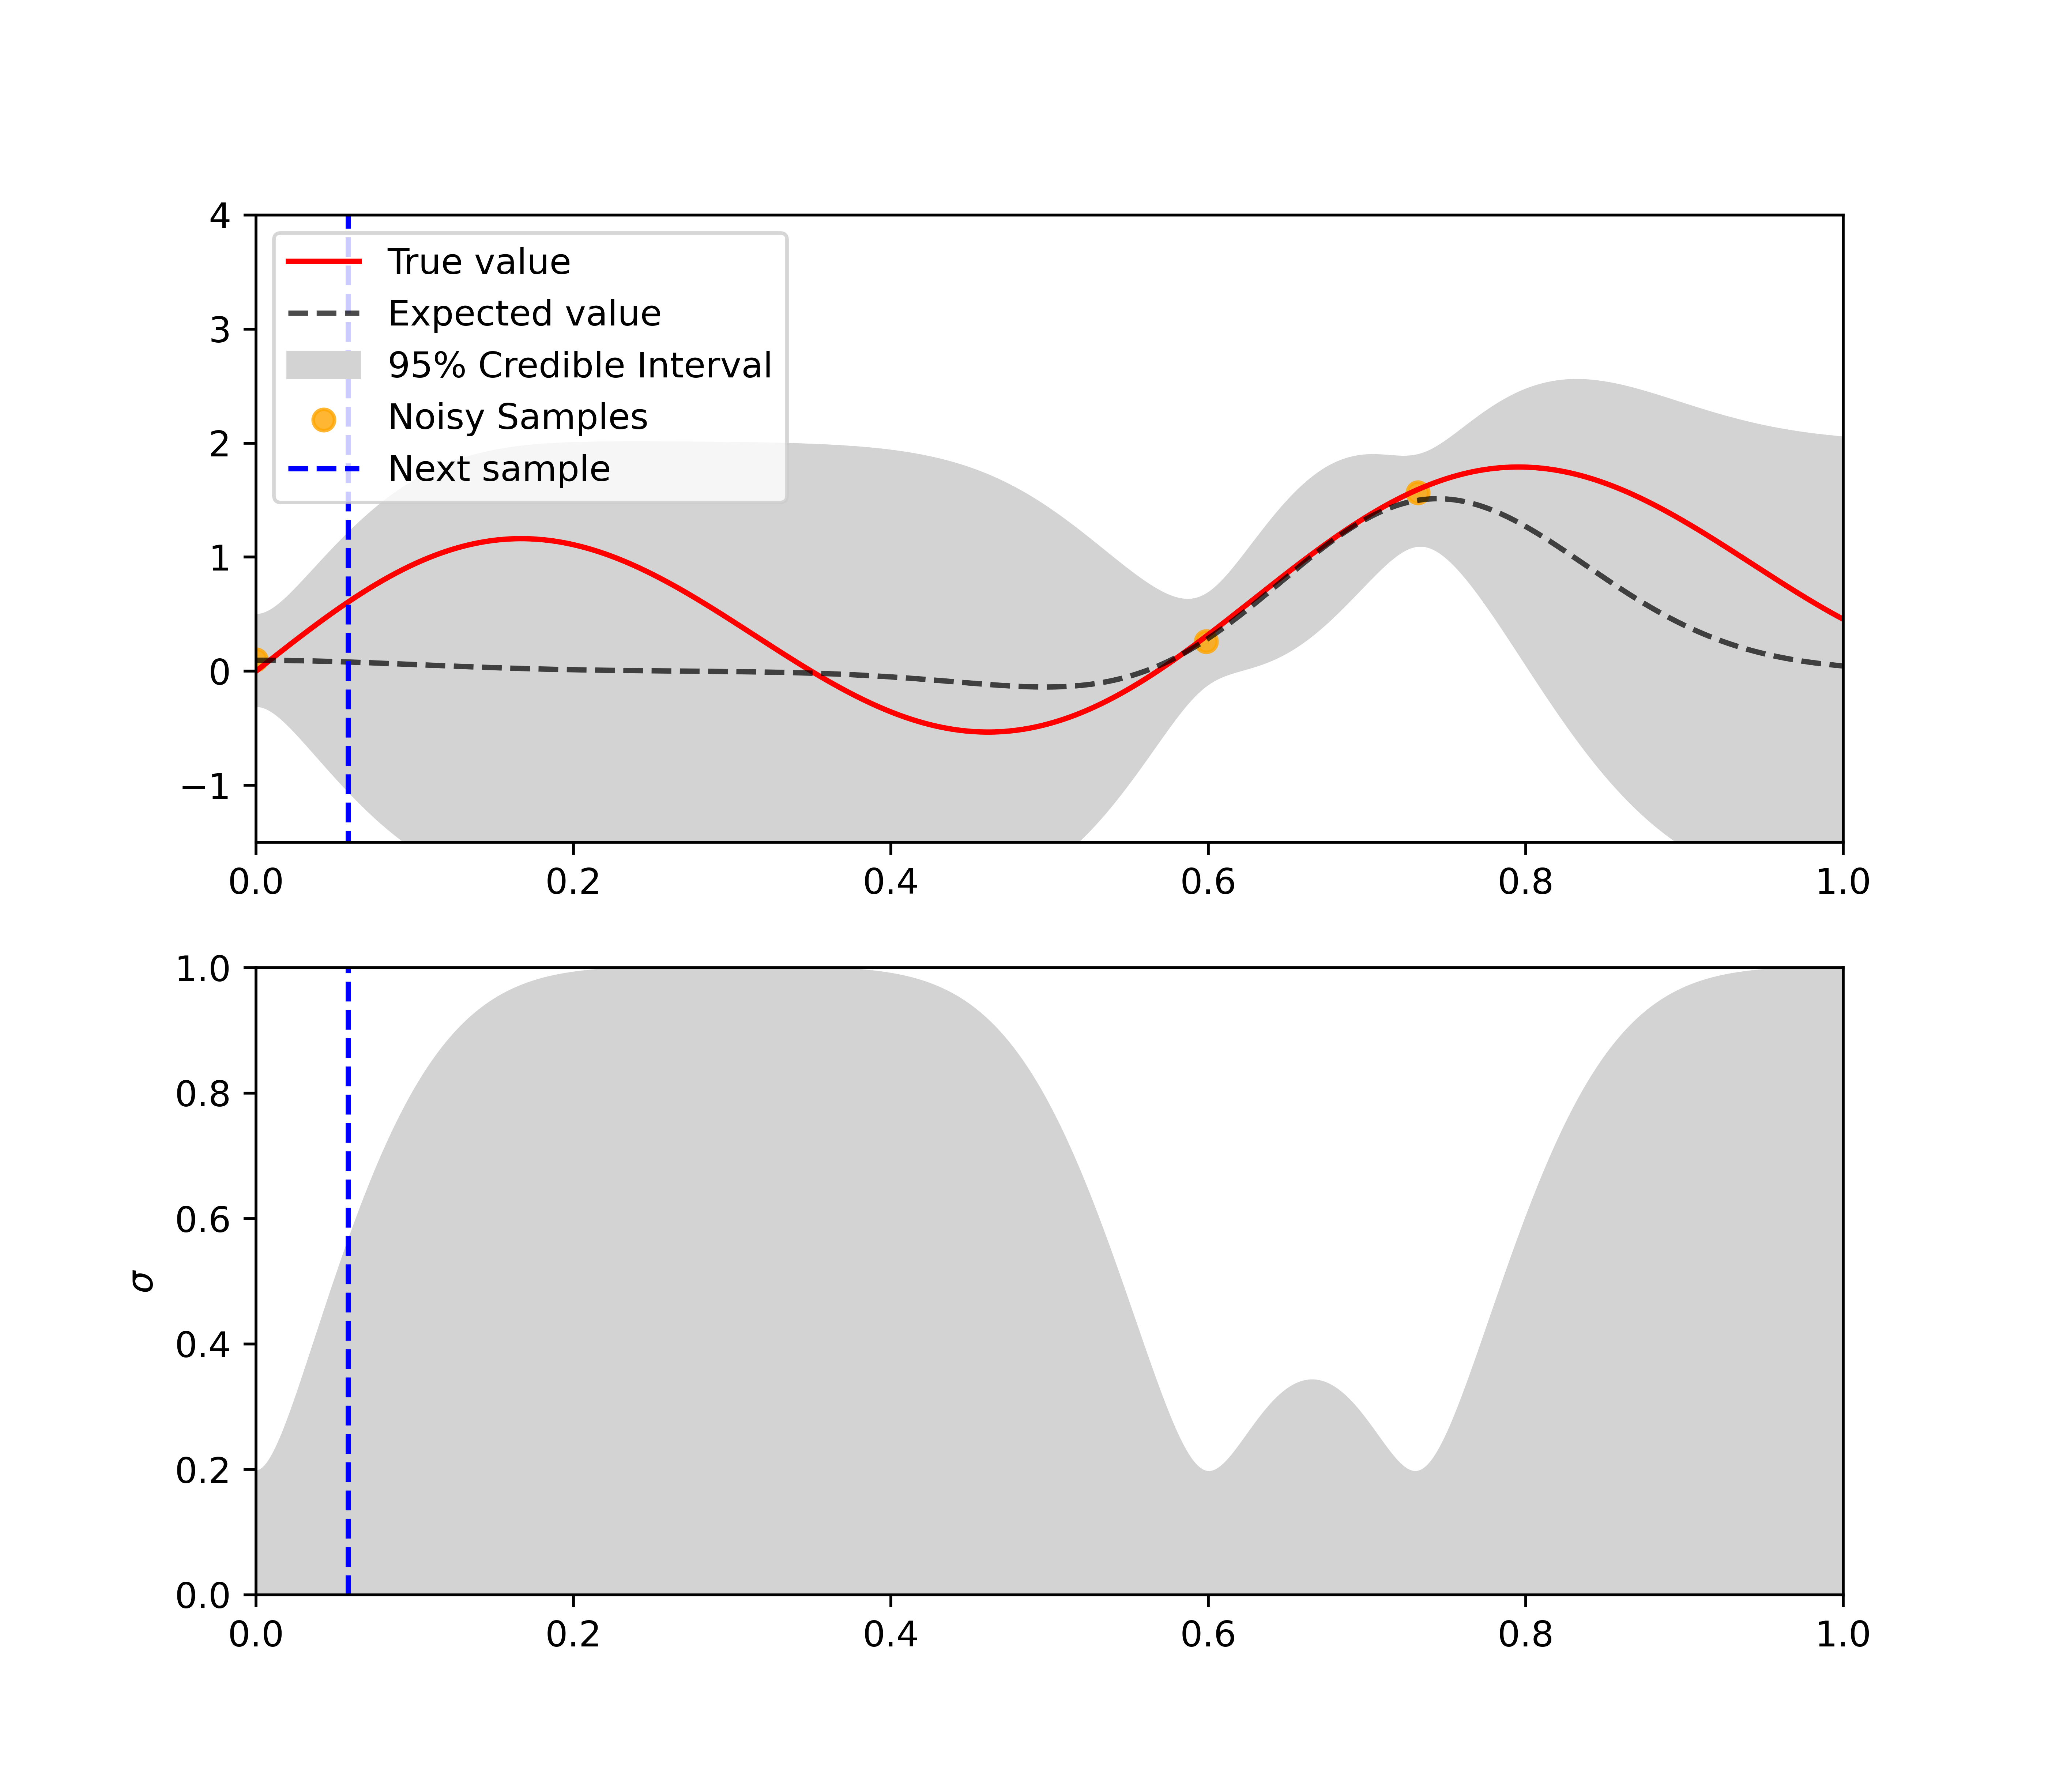 4
3
2
1
0
−1
True value
Expected value
95% Credible Interval
Noisy Samples
Next sample
0.0 0.2 0.4 0.6 0.8 1.0
1.0
0.8
0.6
0.4
0.2
0.0
σ
0.0 0.2 0.4 0.6 0.8 1.0